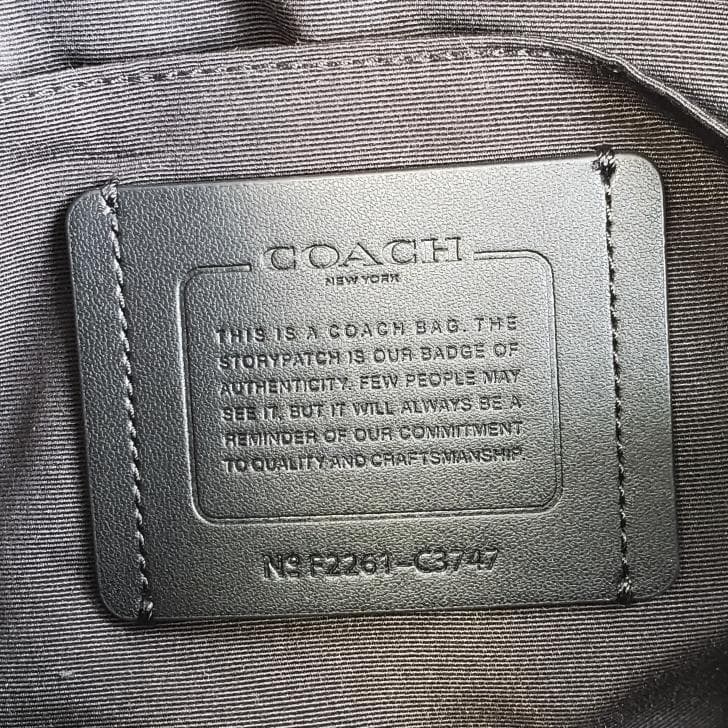 COACH
NEW YORK
THIS IS A COACH BAG. THE
STORYPATCH IS OUR BADGE OF
AUTHENTICITY. FEW PEOPLE MAY
SEE IT, BUT IT WILL ALWAYS BE A
REMINDER OF OUR COMMITMENT
TO QUALITY AND CRAFTSMANSHIP.
Nº F2261-C3747